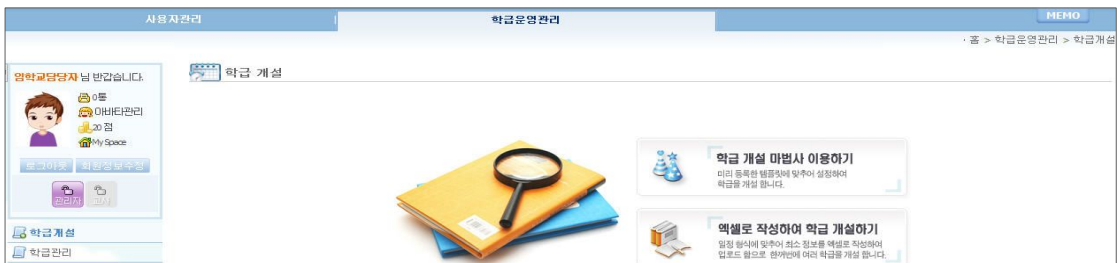 사용자관리
학급운영관리
MEMO
· 홈 > 학급운영관리 > 학급개설
임학교담당자 님 반갑습니다.
0통
아바타관리
20 점
My Space
로그아웃 회원정보수정
관리자 교사
학급개설
학급관리
학급 개설
학급 개설 마법사 이용하기
미리 등록한 템플릿에 맞추어 설정하여
학급을 개설 합니다.
엑셀로 작성하여 학급 개설하기
일정 형식에 맞추어 최소 정보를 엑셀로 작성하여
업로드 함으로 한꺼번에 여러 학급을 개설 합니다.